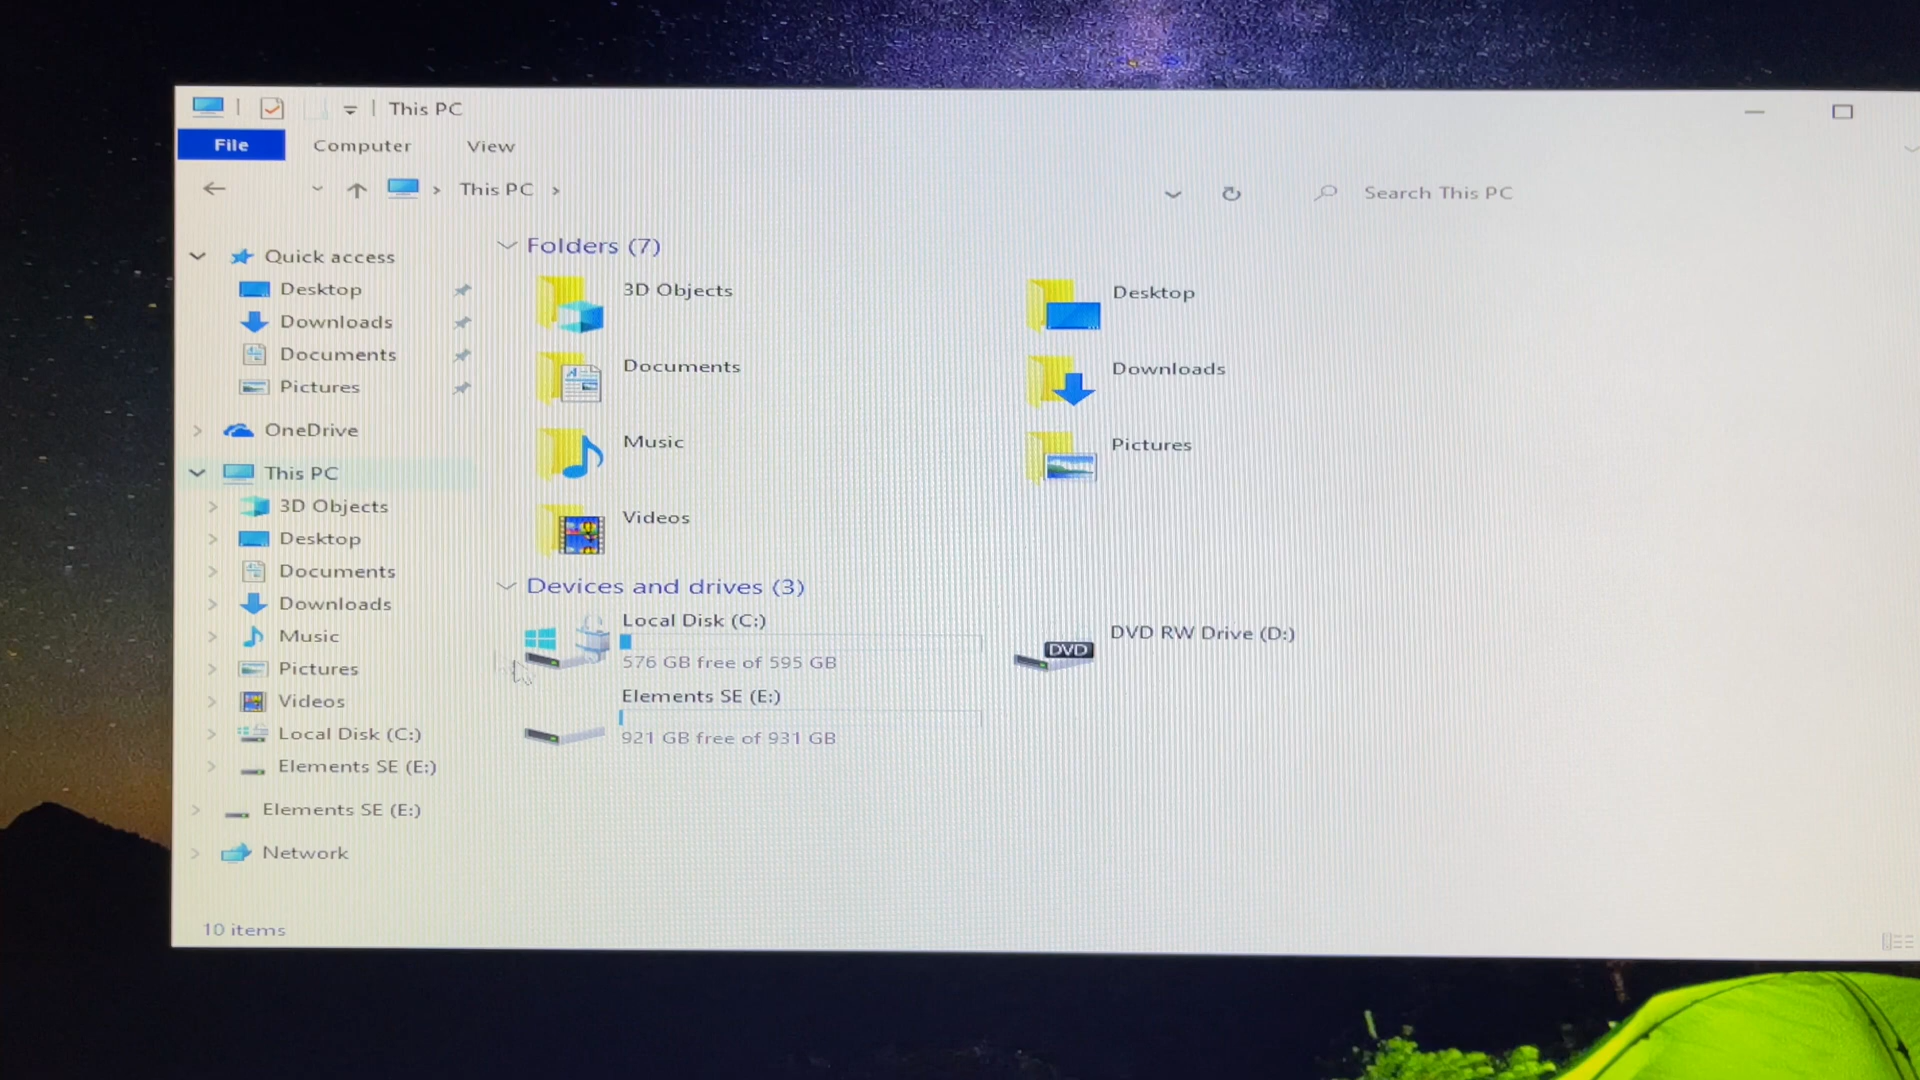 This PC
File Computer View
This PC
Search This PC
Quick access
Desktop
Downloads
Documents
Pictures
OneDrive
This PC
3D Objects
Desktop
Documents
Downloads
Music
Pictures
Videos
Local Disk (C:)
Elements SE (E:)
Elements SE (E:)
Network
Folders (7)
3D Objects
Desktop
Documents
Downloads
Music
Pictures
Videos
Devices and drives (3)
Local Disk (C:)
576 GB free of 595 GB
DVD
DVD RW Drive (D:)
Elements SE (E:)
921 GB free of 931 GB
10 items